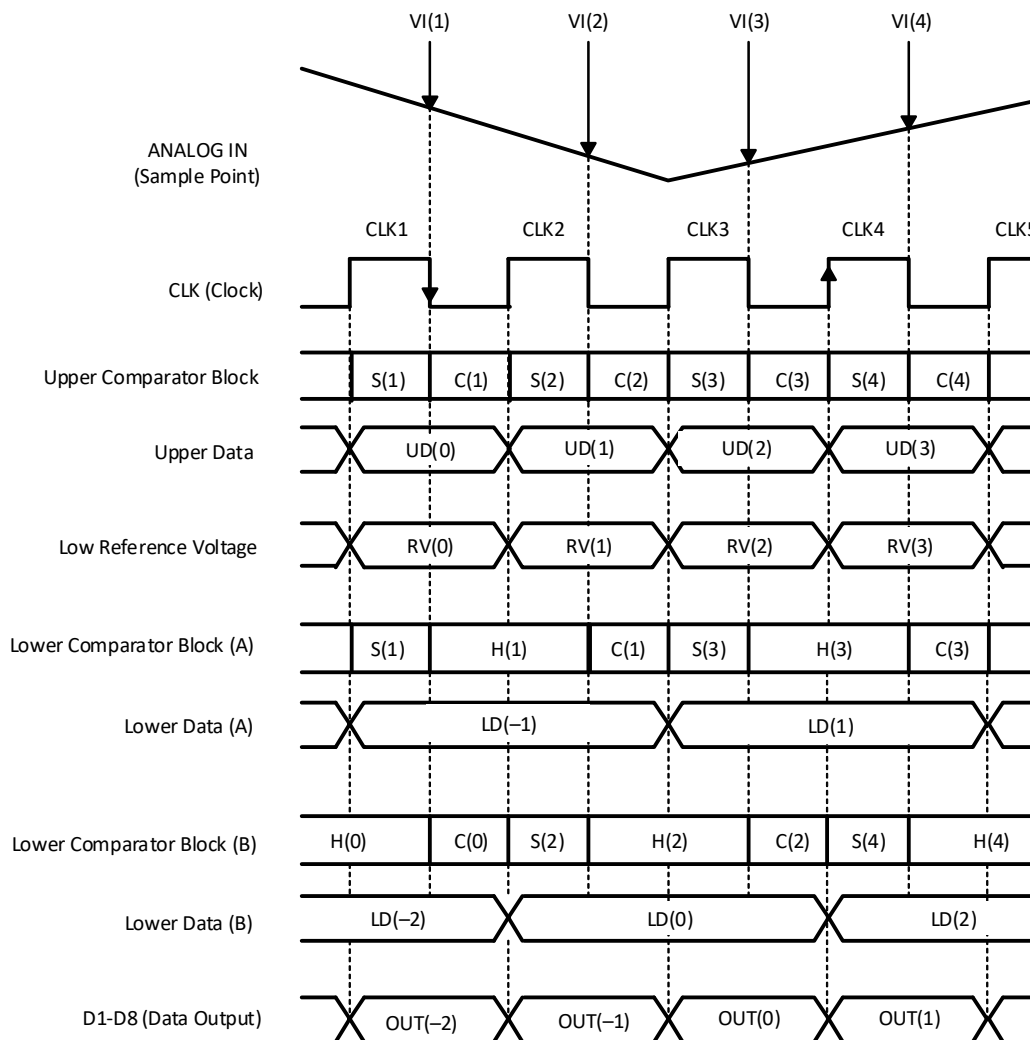 VI(1) VI(2) VI(3) VI(4)
ANALOG IN
(Sample Point)
CLK1 CLK2 CLK3 CLK4 CLK5
CLK (Clock)
Upper Comparator Block S(1) C(1) S(2) C(2) S(3) C(3) S(4) C(4)
Upper Data UD(0) UD(1) UD(2) UD(3)
Low Reference Voltage RV(0) RV(1) RV(2) RV(3)
Lower Comparator Block (A) S(1) H(1) C(1) S(3) H(3) C(3)
Lower Data (A) LD(–1) LD(1)
Lower Comparator Block (B) H(0) C(0) S(2) H(2) C(2) S(4) H(4)
Lower Data (B) LD(–2) LD(0) LD(2)
D1-D8 (Data Output) OUT(–2) OUT(–1) OUT(0) OUT(1)